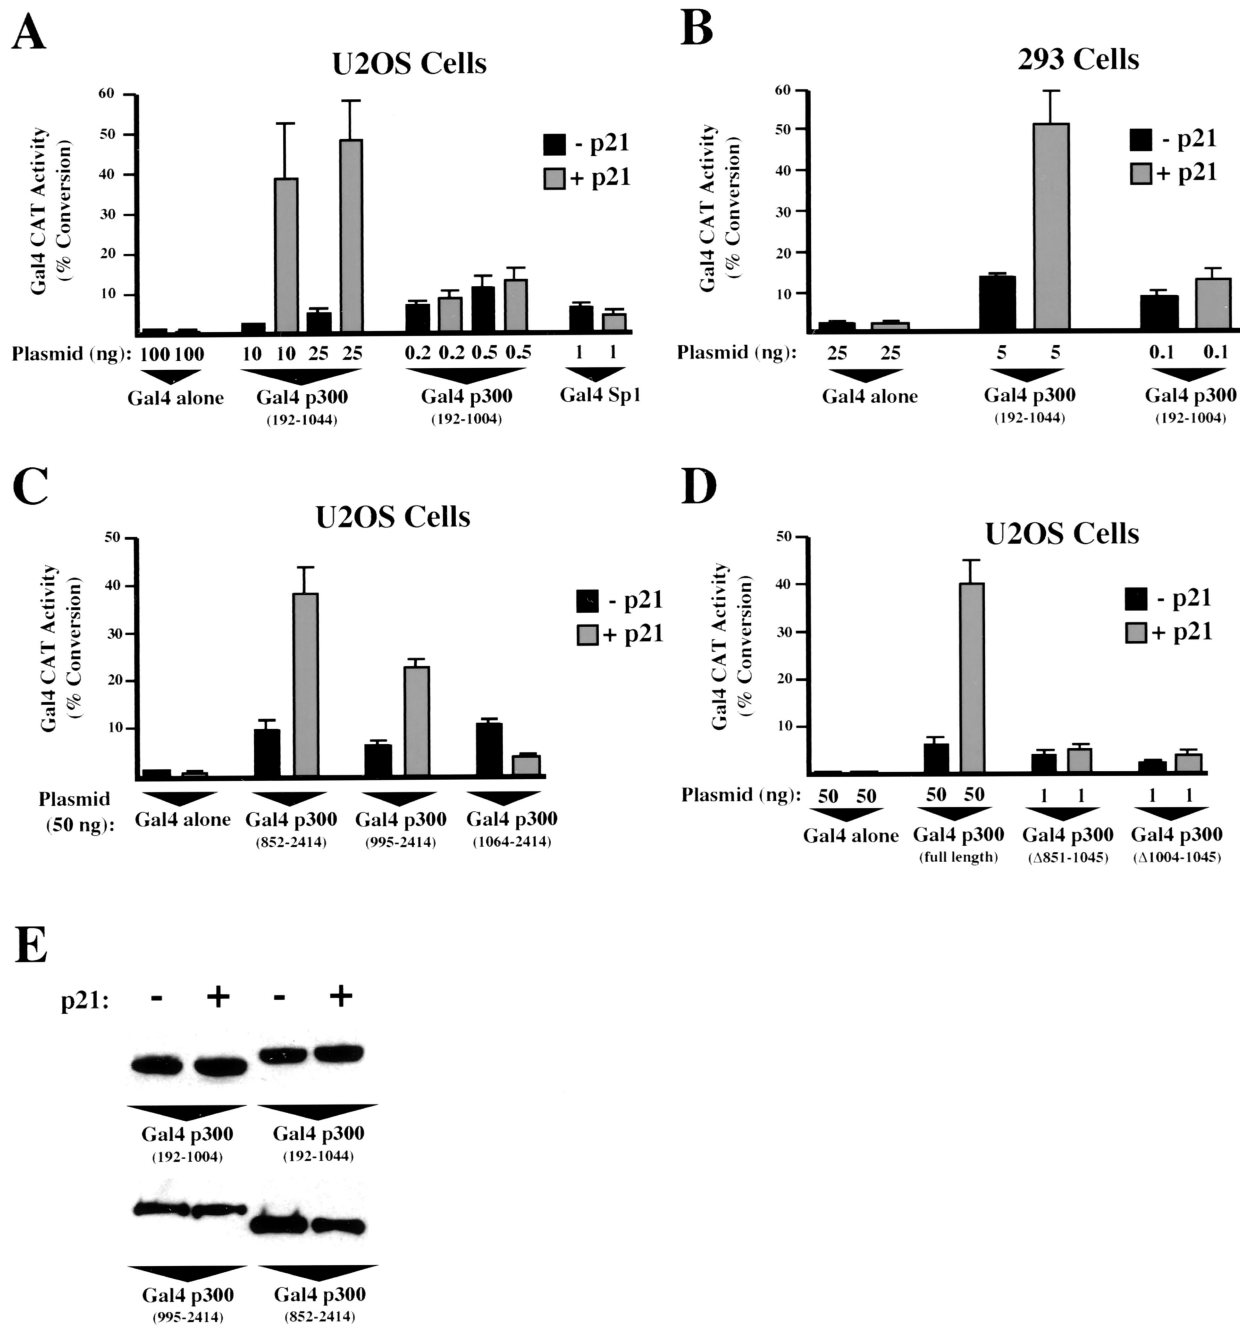 A
U2OS Cells
Gal4 CAT Activity
(% Conversion)
60
50
40
30
20
10
- p21
+ p21
Plasmid (ng): 100 100 10 10 25 25 0.2 0.2 0.5 0.5 1 1
Gal4 alone Gal4 p300 Gal4 p300 Gal4 Sp1
(192-1044) (192-1004)
B
293 Cells
Gal4 CAT Activity
(% Conversion)
60
50
40
30
20
10
- p21
+ p21
Plasmid (ng): 25 25 5 5 0.1 0.1
Gal4 alone Gal4 p300 Gal4 p300
(192-1044) (192-1004)
C
U2OS Cells
Gal4 CAT Activity
(% Conversion)
50
40
30
20
10
- p21
+ p21
Plasmid
(50 ng):
Gal4 alone Gal4 p300 Gal4 p300 Gal4 p300
(852-2414) (995-2414) (1064-2414)
D
U2OS Cells
Gal4 CAT Activity
(% Conversion)
50
40
30
20
10
- p21
+ p21
Plasmid (ng): 50 50 50 50 1 1 1 1
Gal4 alone Gal4 p300 Gal4 p300 Gal4 p300
(full length) (Δ851-1045) (Δ1004-1045)
E
p21: - + - +
Gal4 p300 Gal4 p300
(192-1004) (192-1044)
Gal4 p300 Gal4 p300
(995-2414) (852-2414)